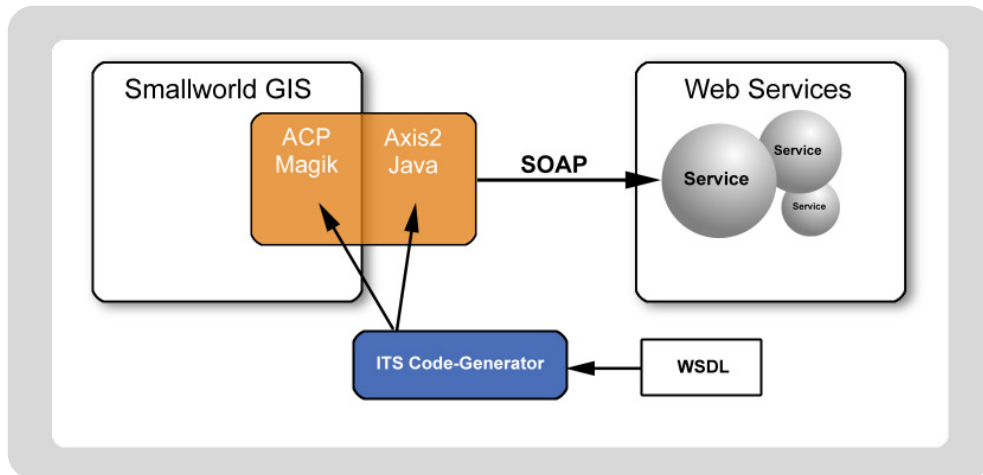 Smallworld GIS
ACP
Magik
Axis2
Java
SOAP
Web Services
Service
Service
Service
ITS Code-Generator
WSDL